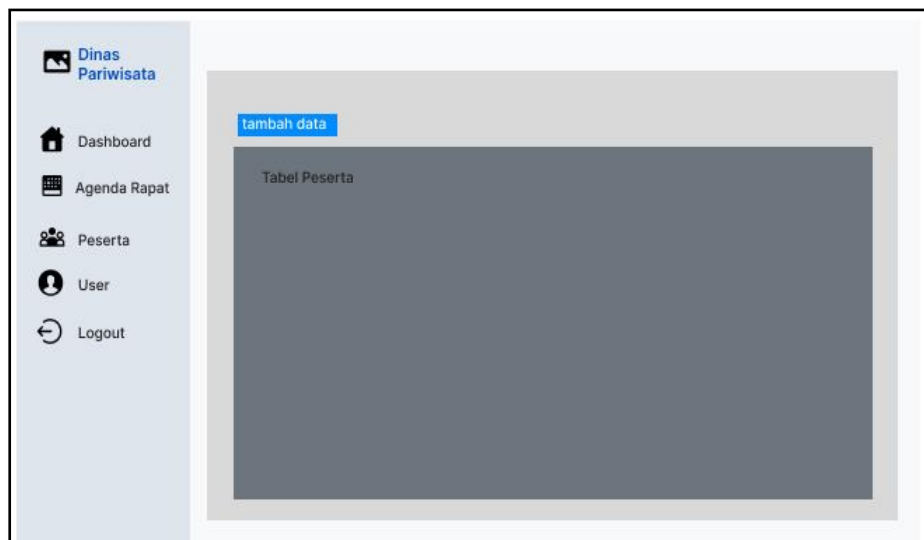 Dinas
Pariwisata
Dashboard
Agenda Rapat
Peserta
User
Logout
tambah data
Tabel Peserta